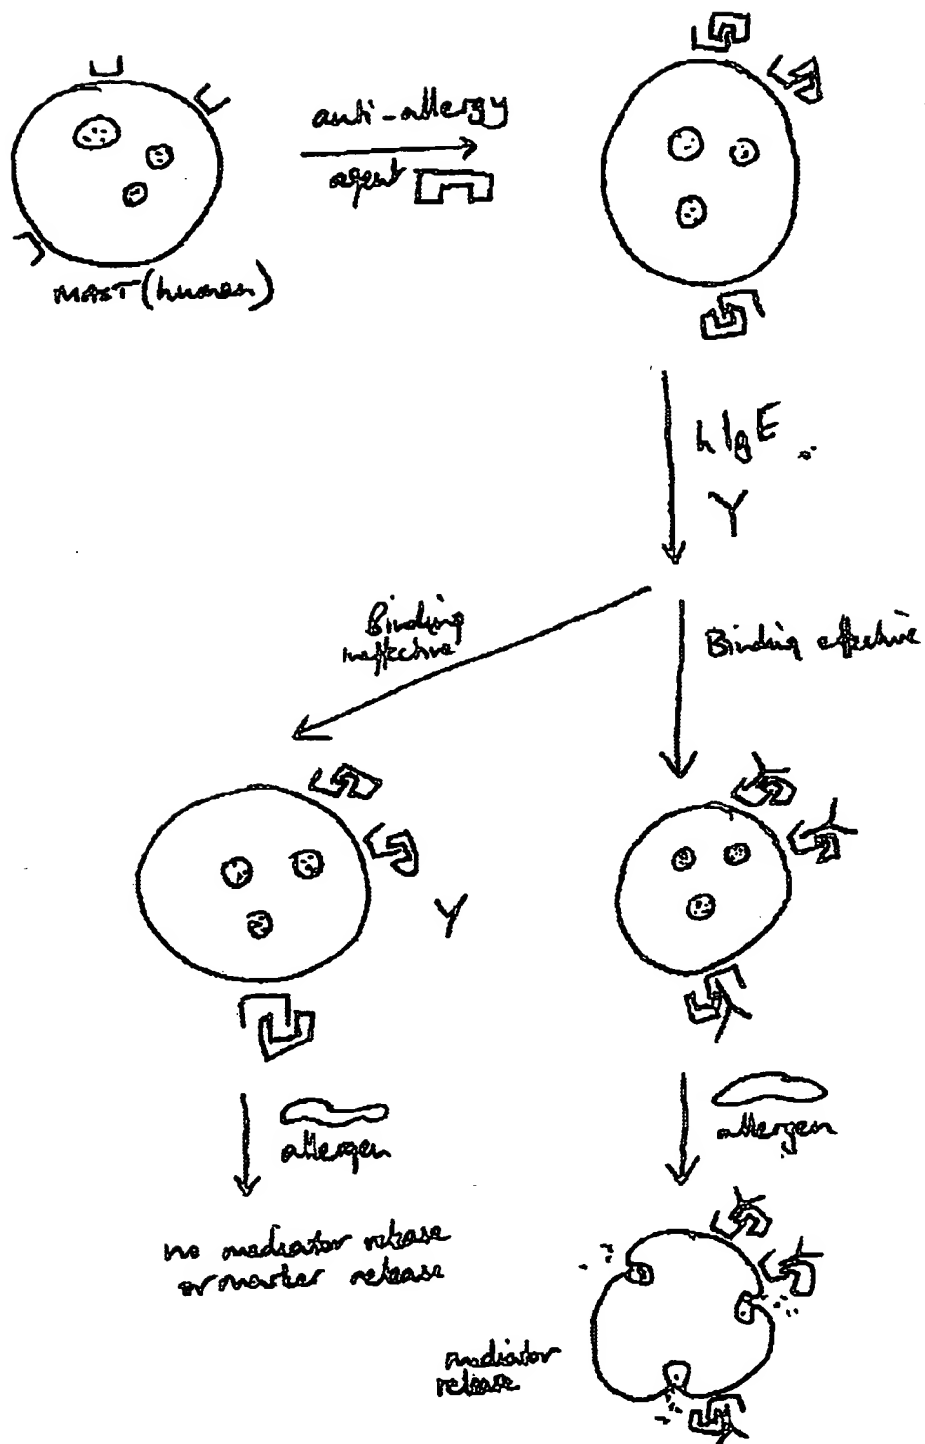 anti-allergy
agent
MAST (human)
h IgE
Y
Binding
ineffective
Binding effective
Y
allergen
allergen
no mediator release
or marker release
mediator
release